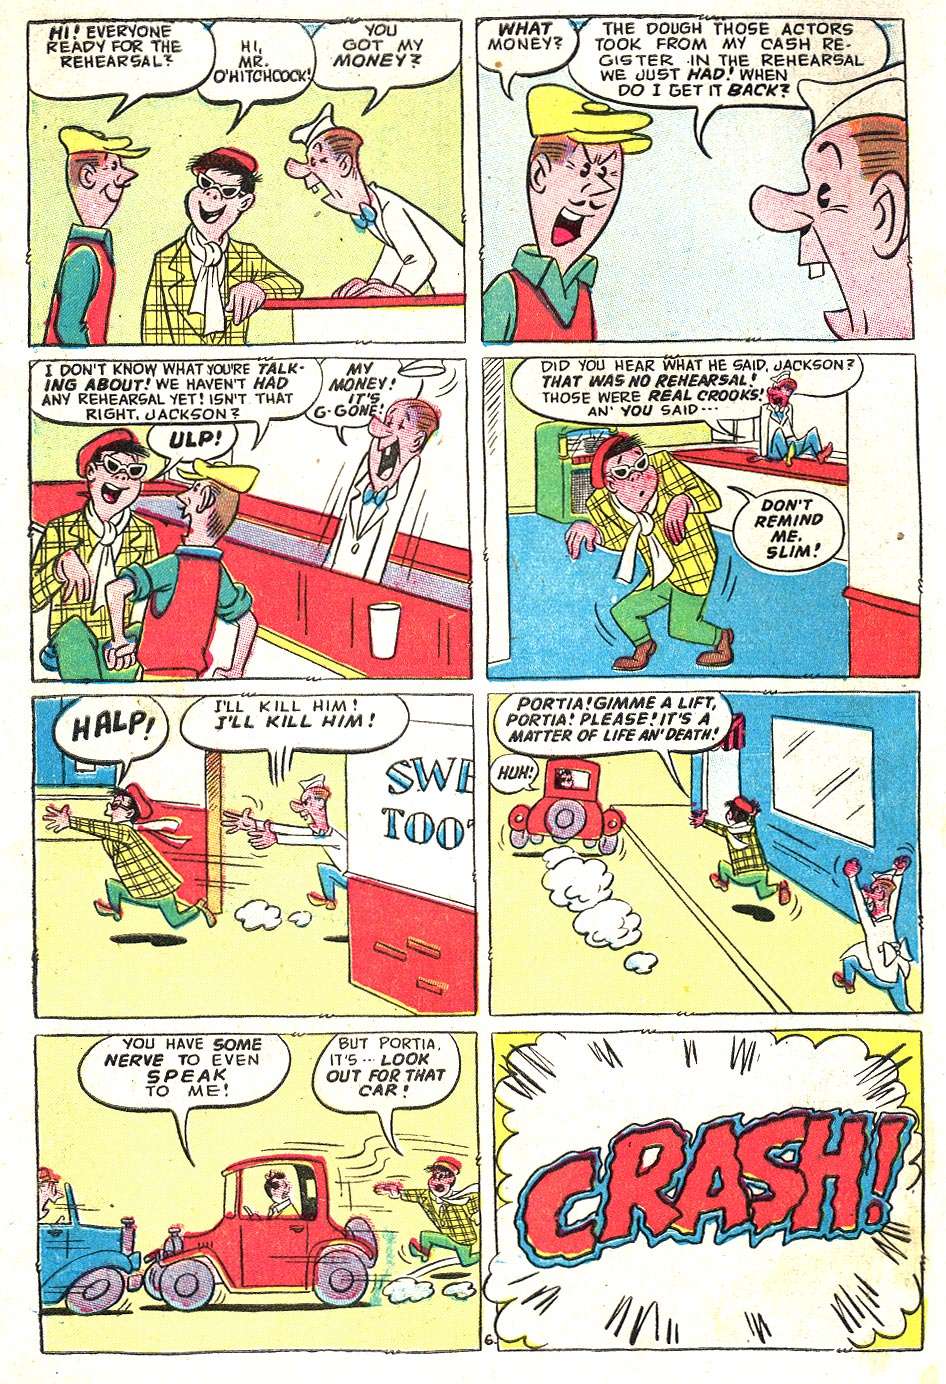 HI! EVERYONE
READY FOR THE
REHEARSAL?
HI,
MR.
O'HITCHCOCK!
YOU
GOT MY
MONEY?
WHAT
MONEY?
THE DOUGH THOSE ACTORS
TOOK FROM MY CASH RE-
GISTER IN THE REHEARSAL
WE JUST HAD! WHEN
DO I GET IT BACK?
I DON'T KNOW WHAT YOU'RE TALK-
ING ABOUT! WE HAVEN'T HAD
ANY REHEARSAL YET! ISN'T THAT
RIGHT, JACKSON?
ULP!
MY
MONEY!
IT'S
G-GONE!
DID YOU HEAR WHAT HE SAID, JACKSON?
THAT WAS NO REHEARSAL!
THOSE WERE REAL CROOKS!
AN' YOU SAID---
DON'T
REMIND
ME,
SLIM!
HALP!
I'LL KILL HIM!
I'LL KILL HIM!
SWE
TOOT
PORTIA! GIMME A LIFT,
PORTIA! PLEASE! IT'S A
MATTER OF LIFE AN' DEATH!
HUH!
YOU HAVE SOME
NERVE TO EVEN
SPEAK
TO ME!
BUT PORTIA,
IT'S-- LOOK
OUT FOR THAT
CAR!
CRASH!
6.